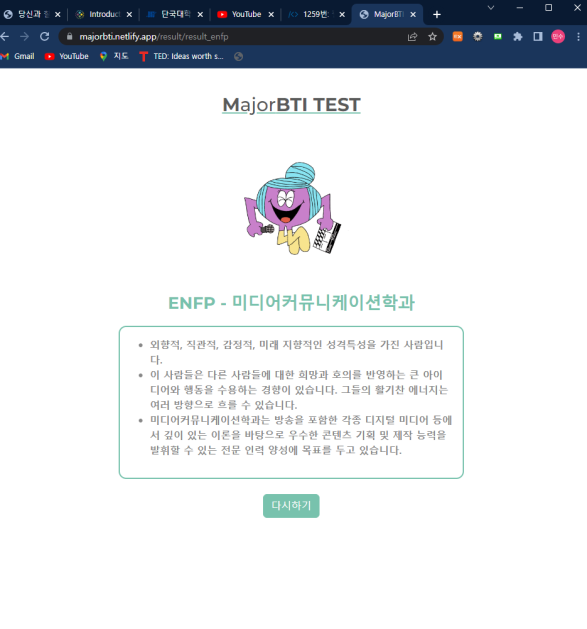 당신과
Introduct
단국대학
YouTube
1259번:
MajorBTI
majorbti.netlify.app/result/result_enfp
Gmail
YouTube
지도
TED: Ideas worth s...
MajorBTI TEST
ENFP - 미디어커뮤니케이션학과
외향적, 직관적, 감정적, 미래 지향적인 성격특성을 가진 사람입니
다.
이 사람들은 다른 사람들에 대한 희망과 호의를 반영하는 큰 아이
디어와 행동을 수용하는 경향이 있습니다. 그들의 활기찬 에너지는
여러 방향으로 흐를 수 있습니다.
미디어커뮤니케이션학과는 방송을 포함한 각종 디지털 미디어 등에
서 깊이 있는 이론을 바탕으로 우수한 콘텐츠 기획 및 제작 능력을
발휘할 수 있는 전문 인력 양성에 목표를 두고 있습니다.
다시하기